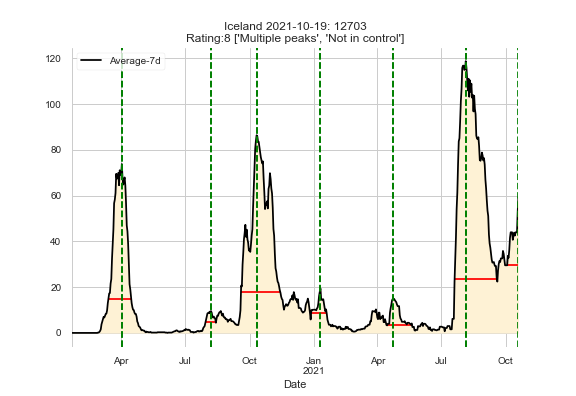 Iceland 2021-10-19: 12703
Rating:8 ['Multiple peaks', 'Not in control']
Average-7d
120
100
80
60
40
20
0
Apr
Jul
Oct
Jan
2021
Apr
Jul
Oct
Date